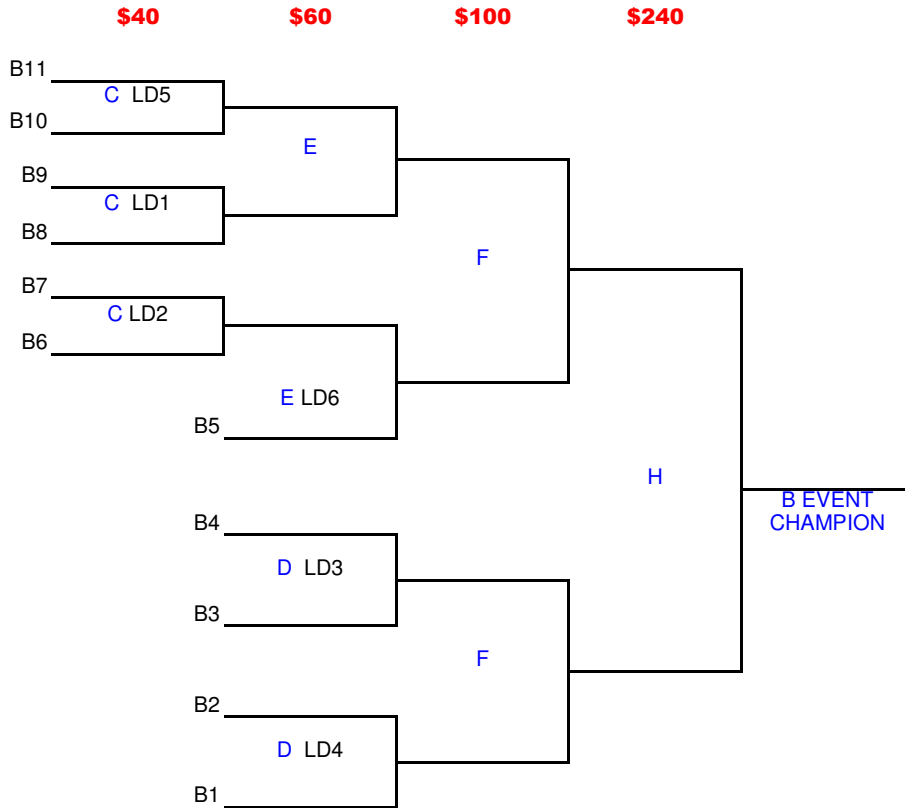 $40 $60 $100 $240
B11
C LD5
B10
E
B9
C LD1
B8
F
B7
C LD2
B6
E LD6
B5
H
B EVENT
CHAMPION
B4
D LD3
B3
F
B2
D LD4
B1